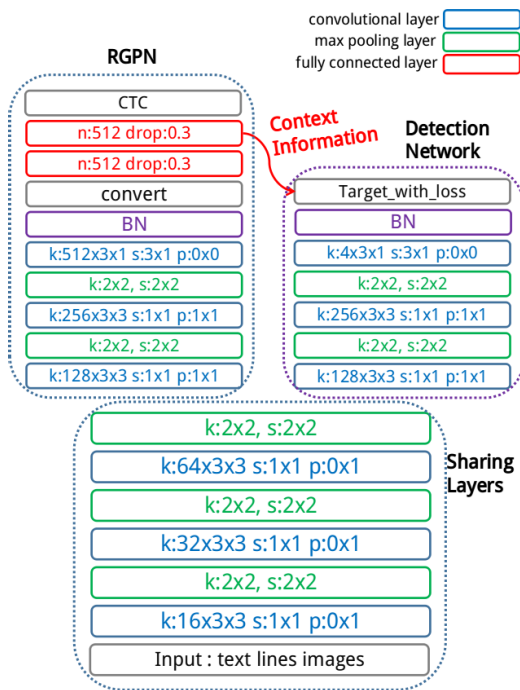 convolutional layer
max pooling layer
fully connected layer
RGPN
CTC
n:512 drop:0.3
n:512 drop:0.3
convert
BN
k:512x3x1 s:3x1 p:0x0
k:2x2, s:2x2
k:256x3x3 s:1x1 p:1x1
k:2x2, s:2x2
k:128x3x3 s:1x1 p:1x1
Context
Information
Detection
Network
Target_with_loss
BN
k:4x3x1 s:3x1 p:0x0
k:2x2, s:2x2
k:256x3x3 s:1x1 p:1x1
k:2x2, s:2x2
k:128x3x3 s:1x1 p:1x1
k:2x2, s:2x2
k:64x3x3 s:1x1 p:0x1
k:2x2, s:2x2
k:32x3x3 s:1x1 p:0x1
k:2x2, s:2x2
k:16x3x3 s:1x1 p:0x1
Input : text lines images
Sharing
Layers